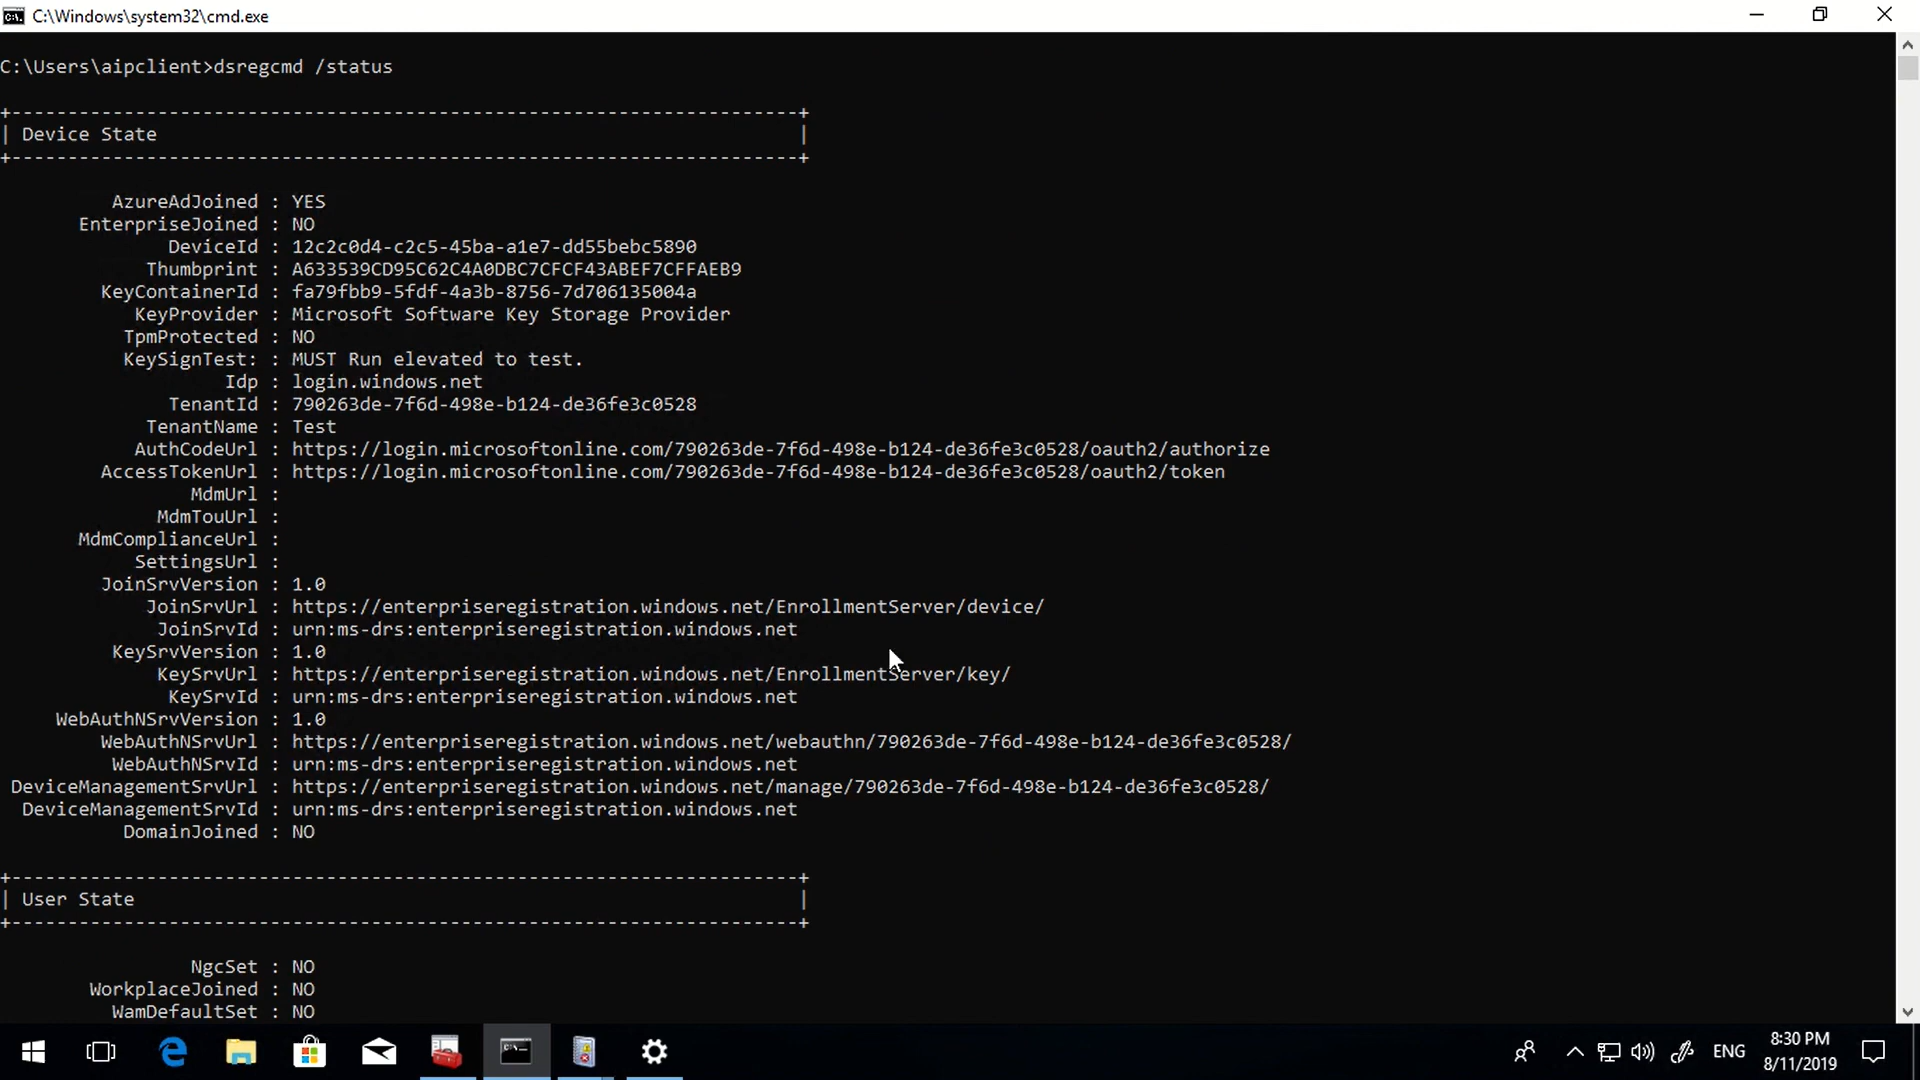 C:\Windows\system32\cmd.exe
C:\Users\aipclient>dsregcmd /status
+----------------------------------------------------------------------+
| Device State                                                         |
+----------------------------------------------------------------------+
AzureAdJoined : YES
EnterpriseJoined : NO
DeviceId : 12c2c0d4-c2c5-45ba-a1e7-dd55bebc5890
Thumbprint : A633539CD95C62C4A0DBC7CFCF43ABEF7CFFAEB9
KeyContainerId : fa79fbb9-5fdf-4a3b-8756-7d706135004a
KeyProvider : Microsoft Software Key Storage Provider
TpmProtected : NO
KeySignTest: : MUST Run elevated to test.
Idp : login.windows.net
TenantId : 790263de-7f6d-498e-b124-de36fe3c0528
TenantName : Test
AuthCodeUrl : https://login.microsoftonline.com/790263de-7f6d-498e-b124-de36fe3c0528/oauth2/authorize
AccessTokenUrl : https://login.microsoftonline.com/790263de-7f6d-498e-b124-de36fe3c0528/oauth2/token
MdmUrl :
MdmTouUrl :
MdmComplianceUrl :
SettingsUrl :
JoinSrvVersion : 1.0
JoinSrvUrl : https://enterpriseregistration.windows.net/EnrollmentServer/device/
JoinSrvId : urn:ms-drs:enterpriseregistration.windows.net
KeySrvVersion : 1.0
KeySrvUrl : https://enterpriseregistration.windows.net/EnrollmentServer/key/
KeySrvId : urn:ms-drs:enterpriseregistration.windows.net
WebAuthNSrvVersion : 1.0
WebAuthNSrvUrl : https://enterpriseregistration.windows.net/webauthn/790263de-7f6d-498e-b124-de36fe3c0528/
WebAuthNSrvId : urn:ms-drs:enterpriseregistration.windows.net
DeviceManagementSrvUrl : https://enterpriseregistration.windows.net/manage/790263de-7f6d-498e-b124-de36fe3c0528/
DeviceManagementSrvId : urn:ms-drs:enterpriseregistration.windows.net
DomainJoined : NO
+----------------------------------------------------------------------+
| User State                                                           |
+----------------------------------------------------------------------+
NgcSet : NO
WorkplaceJoined : NO
WamDefaultSet : NO
ENG
8:30 PM
8/11/2019